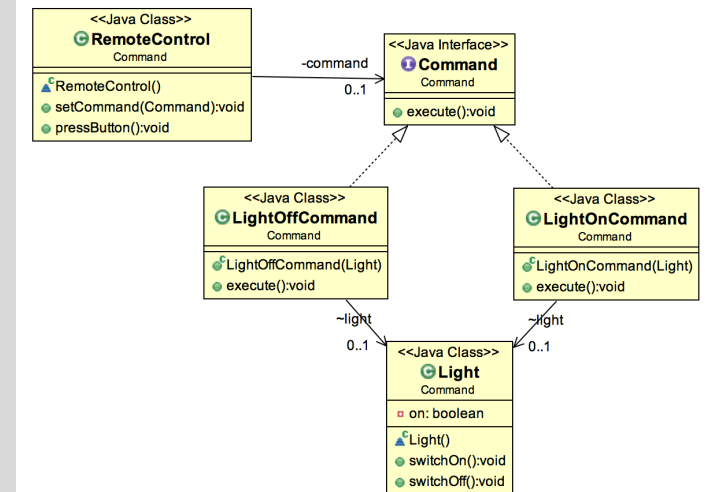 <<Java Class>>
RemoteControl
Command
RemoteControl()
setCommand(Command):void
pressButton():void
-command
0..1
<<Java Interface>>
Command
Command
execute():void
<<Java Class>>
LightOffCommand
Command
LightOffCommand(Light)
execute():void
<<Java Class>>
LightOnCommand
Command
LightOnCommand(Light)
execute():void
~light
0..1
~light
0..1
<<Java Class>>
Light
Command
on: boolean
Light()
switchOn():void
switchOff():void